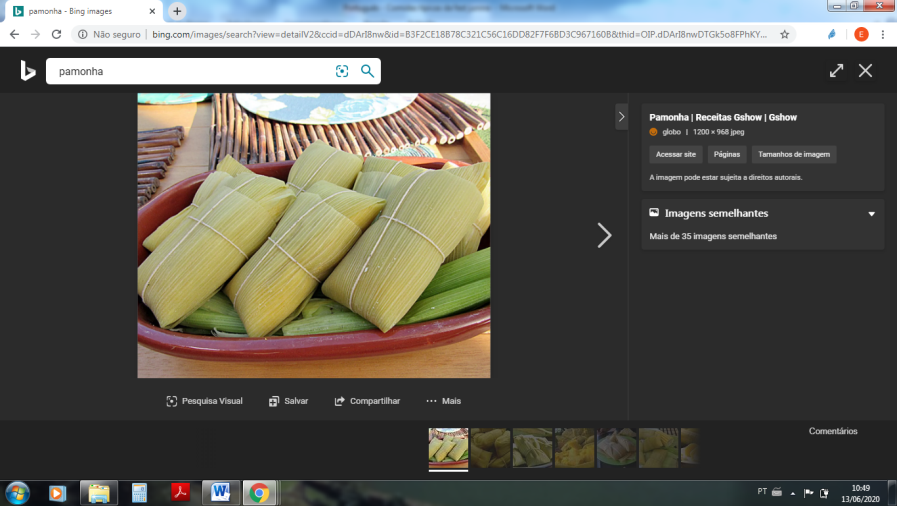 pamonha - Bing images
Não seguro | bing.com/images/search?view=detailV2&ccid=dDArI8nw&id=B3F2CE18B78C321C56C16DD82F7F6BD3C967160B&thid=OIP.dDArI8nwDTGk5o8FPhKY...
E
pamonha
Pamonha | Receitas Gshow | Gshow
globo | 1200 × 968 jpeg
Acessar site
Páginas
Tamanhos de imagem
A imagem pode estar sujeita a direitos autorais.
Imagens semelhantes
Mais de 35 imagens semelhantes
Pesquisa Visual
Salvar
Compartilhar
Mais
Comentários
PT
10:49
13/06/2020